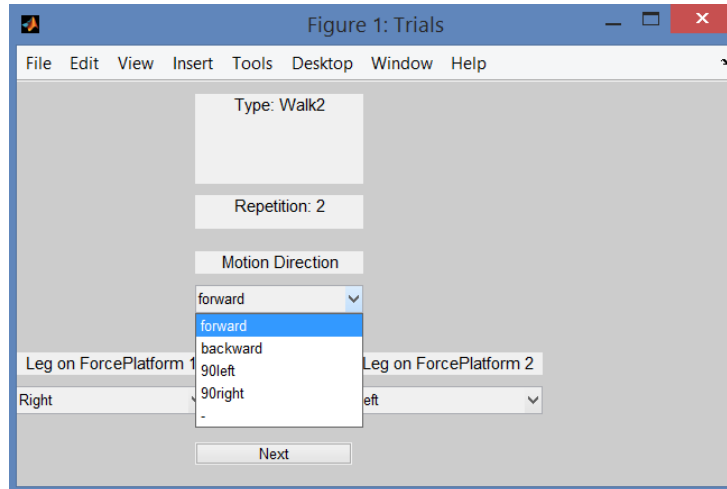 Figure 1: Trials
File Edit View Insert Tools Desktop Window Help
Type: Walk2
Repetition: 2
Motion Direction
forward
forward
backward
90left
90right
-
Leg on ForcePlatform 1
Leg on ForcePlatform 2
Right
eft
Next